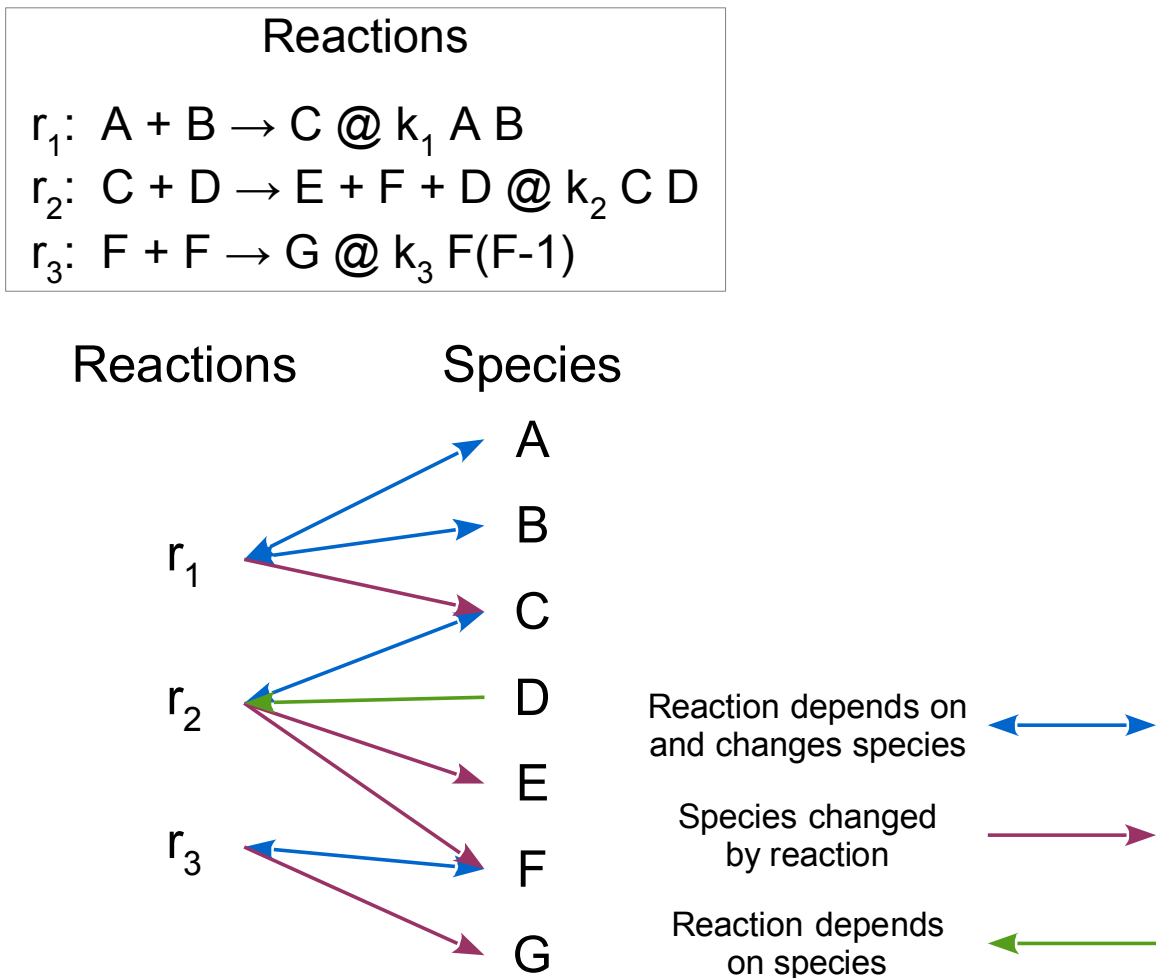 Reactions
r₁: A + B → C @ k₁ A B
r₂: C + D → E + F + D @ k₂ C D
r₃: F + F → G @ k₃ F(F-1)
Reactions
Species
A
B
r₁
C
r₂
D
E
r₃
F
G
Reaction depends on
and changes species
Species changed
by reaction
Reaction depends
on species